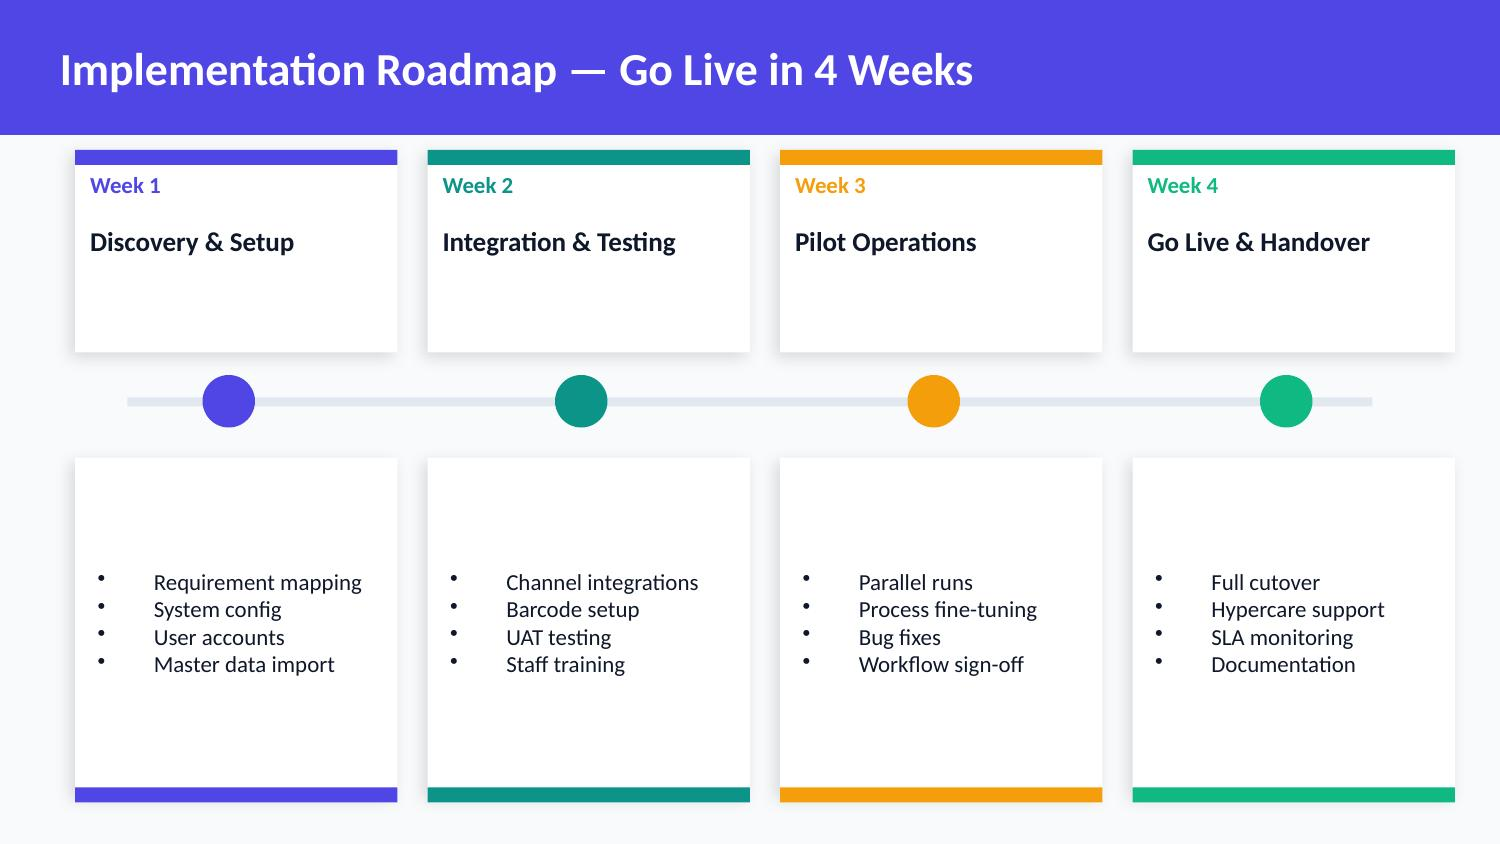 Implementation Roadmap — Go Live in 4 Weeks
Week 1
Discovery & Setup
Week 2
Integration & Testing
Week 3
Pilot Operations
Week 4
Go Live & Handover
• Requirement mapping
• System config
• User accounts
• Master data import
• Channel integrations
• Barcode setup
• UAT testing
• Staff training
• Parallel runs
• Process fine-tuning
• Bug fixes
• Workflow sign-off
• Full cutover
• Hypercare support
• SLA monitoring
• Documentation